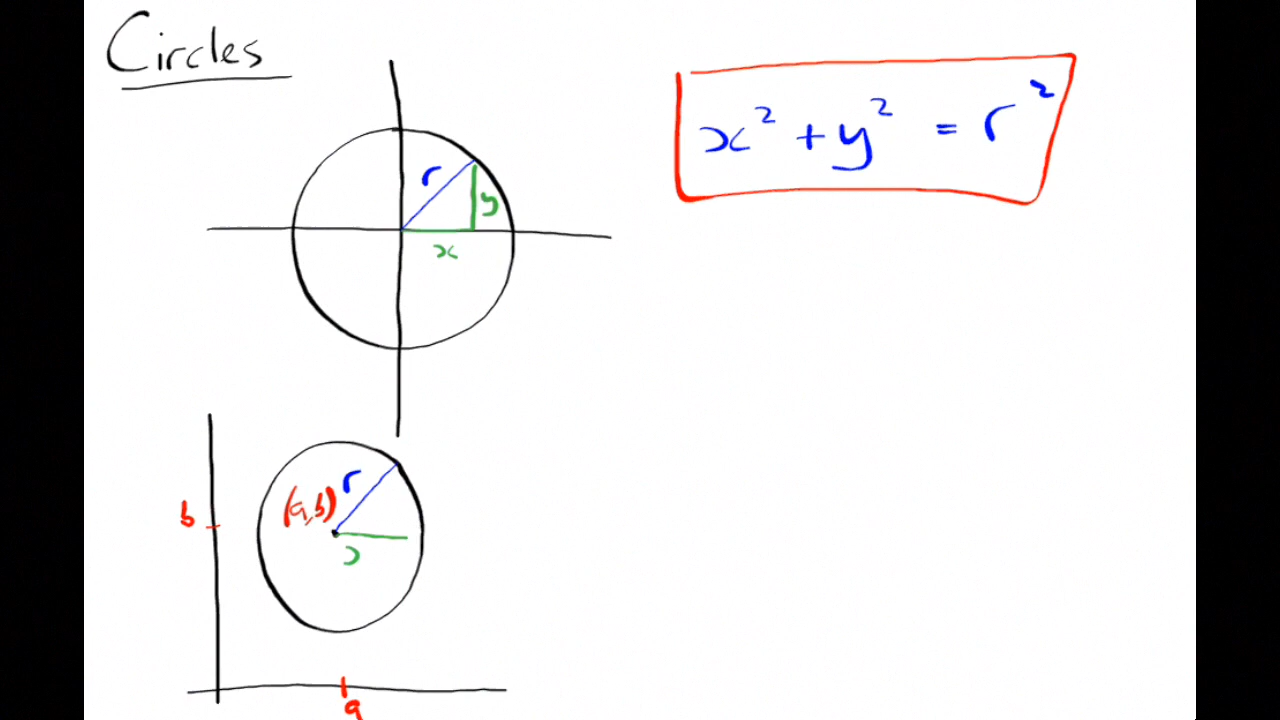 Circles
x² + y² = r²
r
y
x
r
(a,b)
b
a